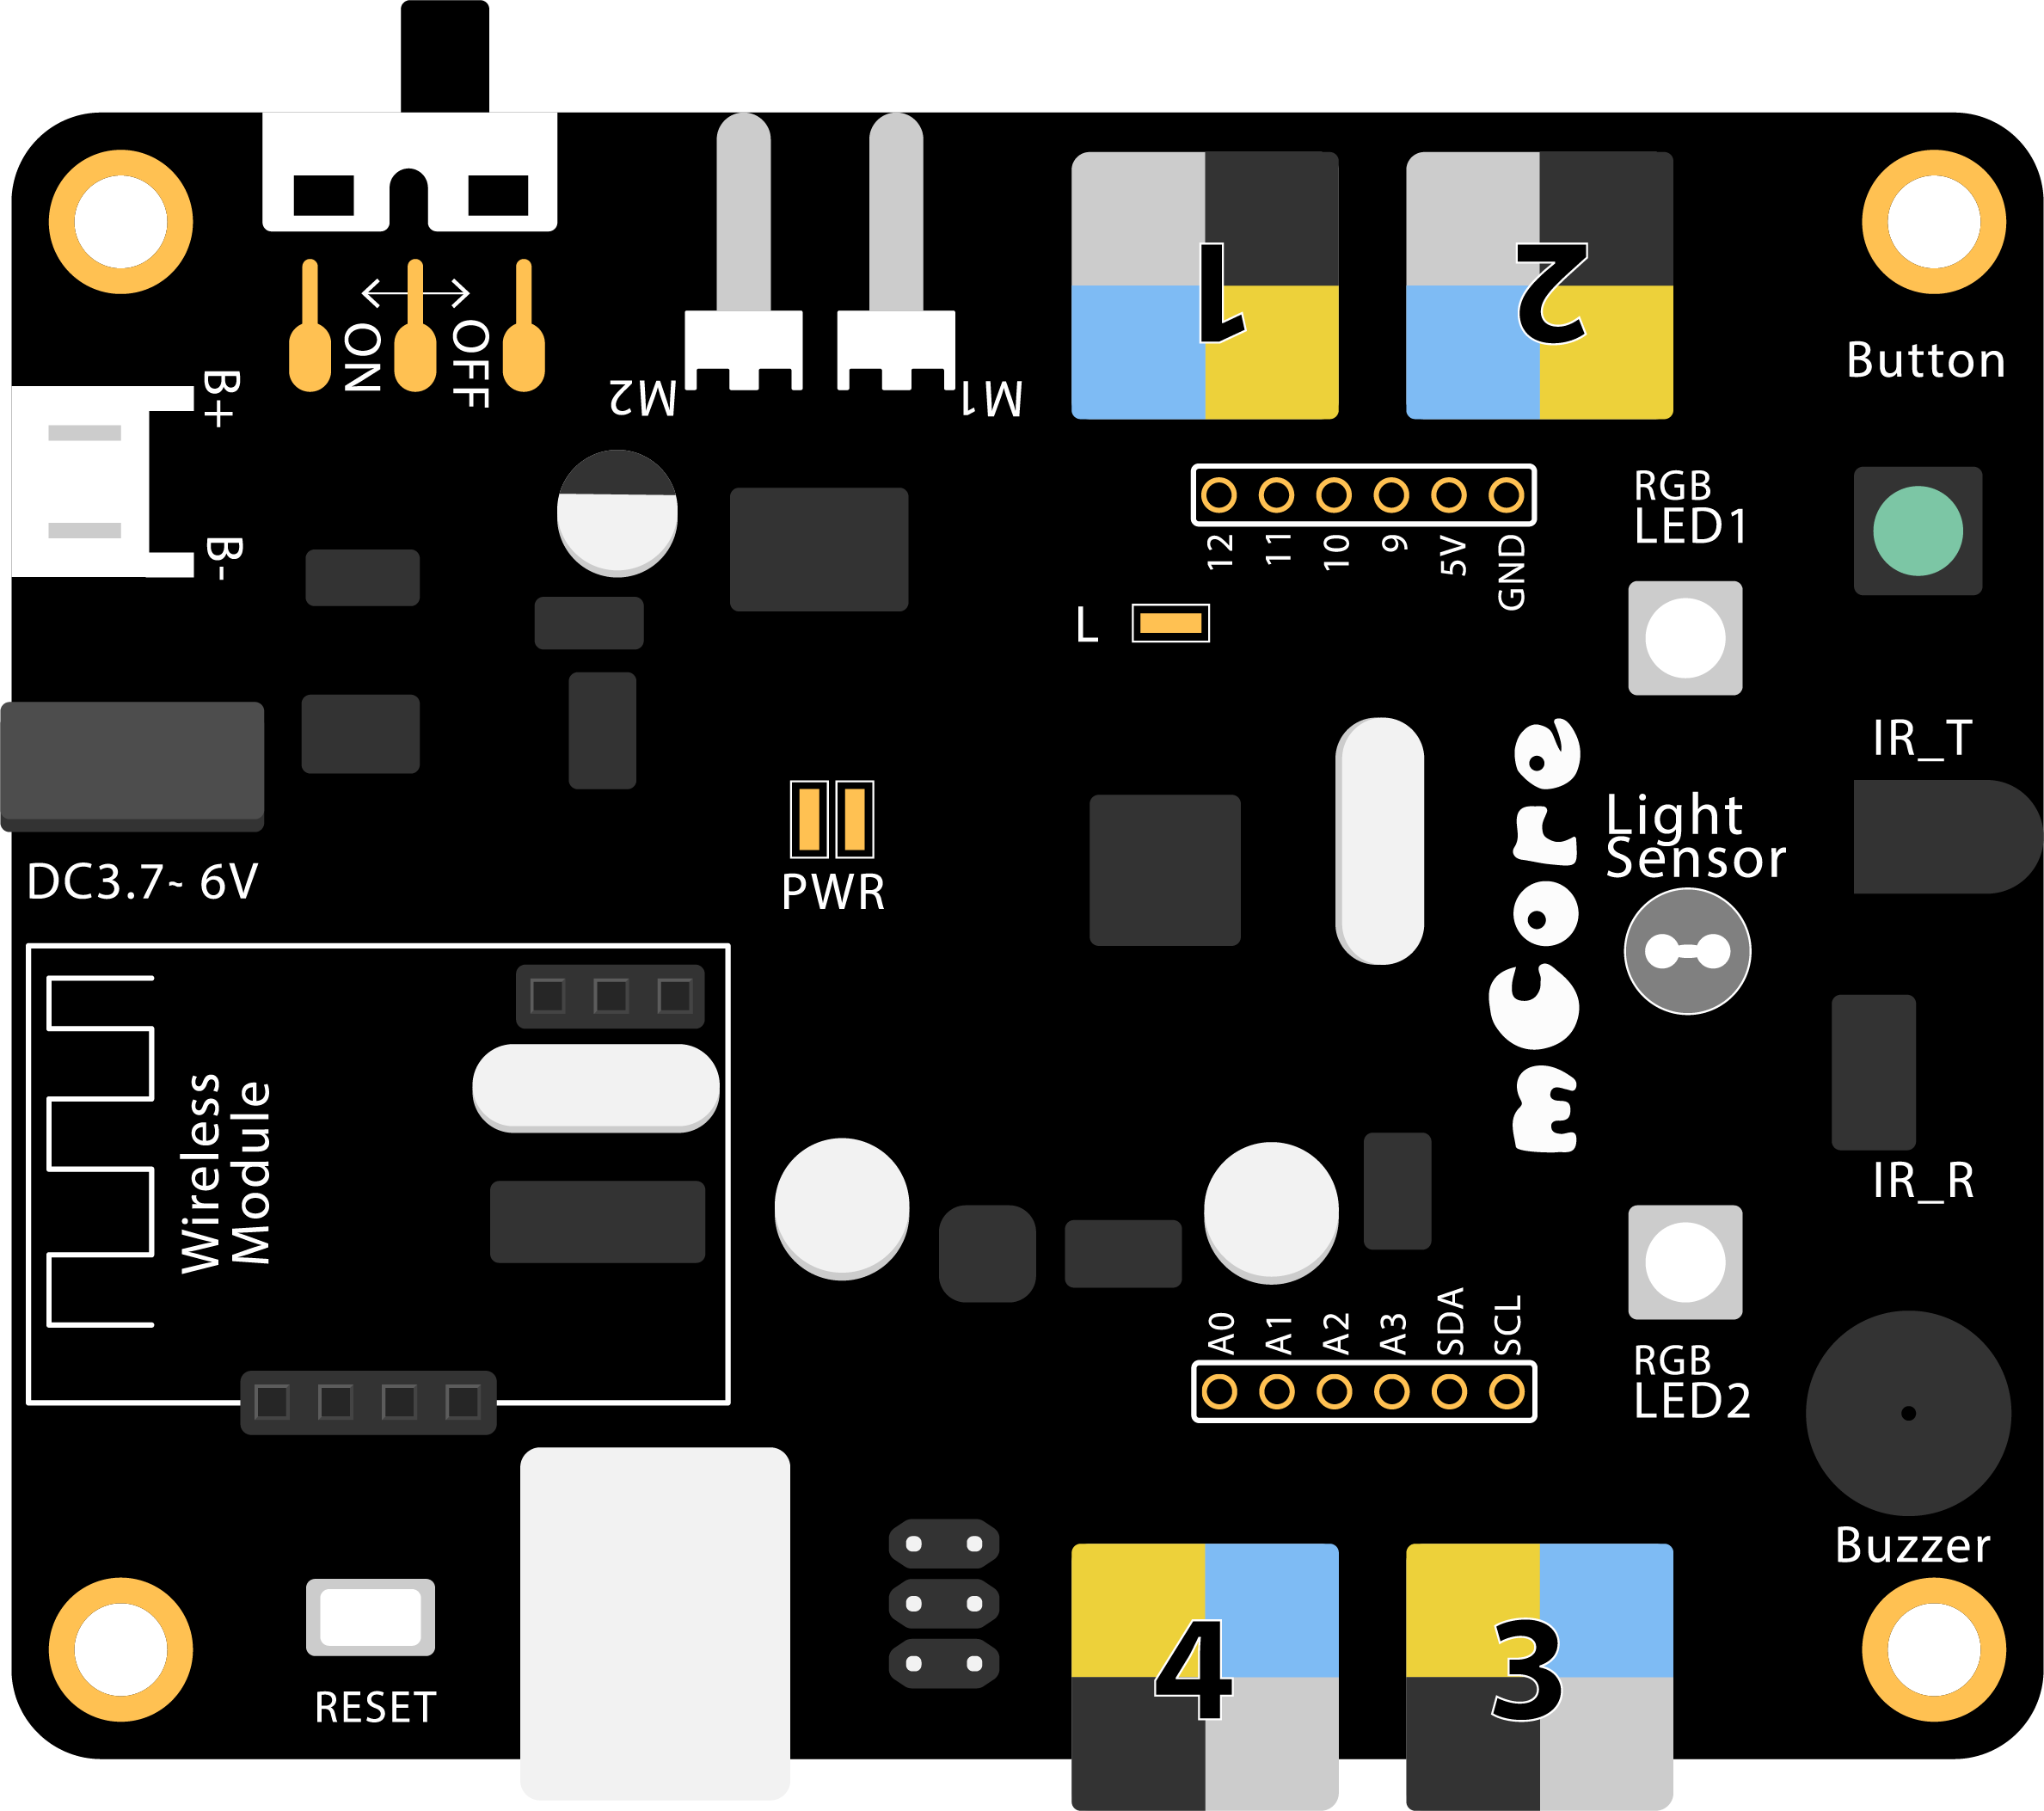 ON
OFF
B+
B-
M2
M1
1
2
Button
12
11
10
9
5V
GND
RGB
LED1
L
IR_T
Light
Sensor
DC3.7- 6V
PWR
mCore
Wireless
Module
IR_R
A0
A1
A2
A3
SDA
SCL
RGB
LED2
Buzzer
4
3
RESET